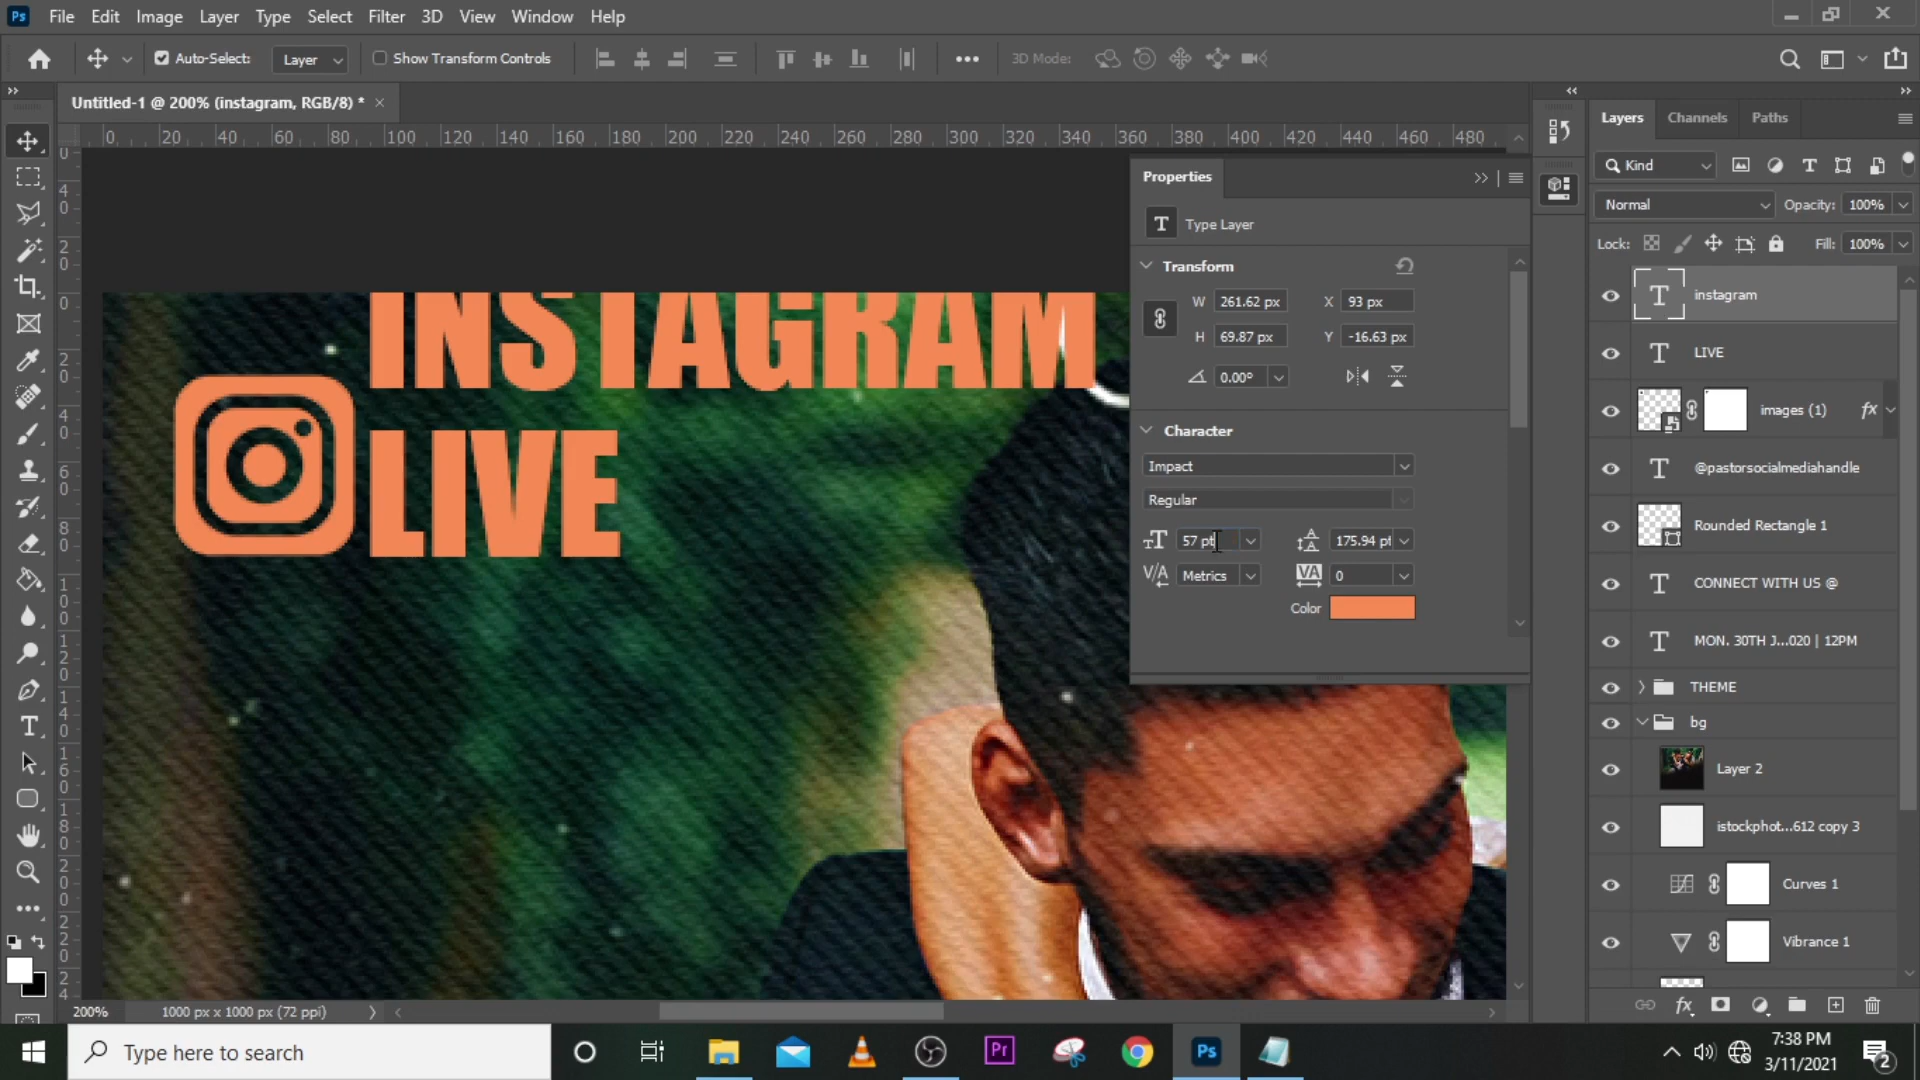 Ps File Edit Image Layer Type Select Filter 3D View Window Help
Auto-Select: Layer Show Transform Controls 3D Mode:
Untitled-1 @ 200% (instagram, RGB/8) * ×
0 20 40 60 80 100 120 140 160 180 200 220 240 260 280 300 320 340 360 380 400 420 440 460 480
INSTAGRAM
LIVE
Properties
T Type Layer
Transform
W 261.62 px X 93 px
H 69.87 px Y -16.63 px
0.00°
Character
Impact
Regular
57 pt 175.94 pt
Metrics 0
Color
Layers Channels Paths
Kind
Normal Opacity: 100%
Lock: Fill: 100%
instagram
LIVE
images (1) fx
@pastorsocialmediahandle
Rounded Rectangle 1
CONNECT WITH US @
MON. 30TH J...020 | 12PM
THEME
bg
Layer 2
istockphot...612 copy 3
Curves 1
Vibrance 1
200% 1000 px x 1000 px (72 ppi)
Type here to search
Pr Ps
7:38 PM
3/11/2021
2